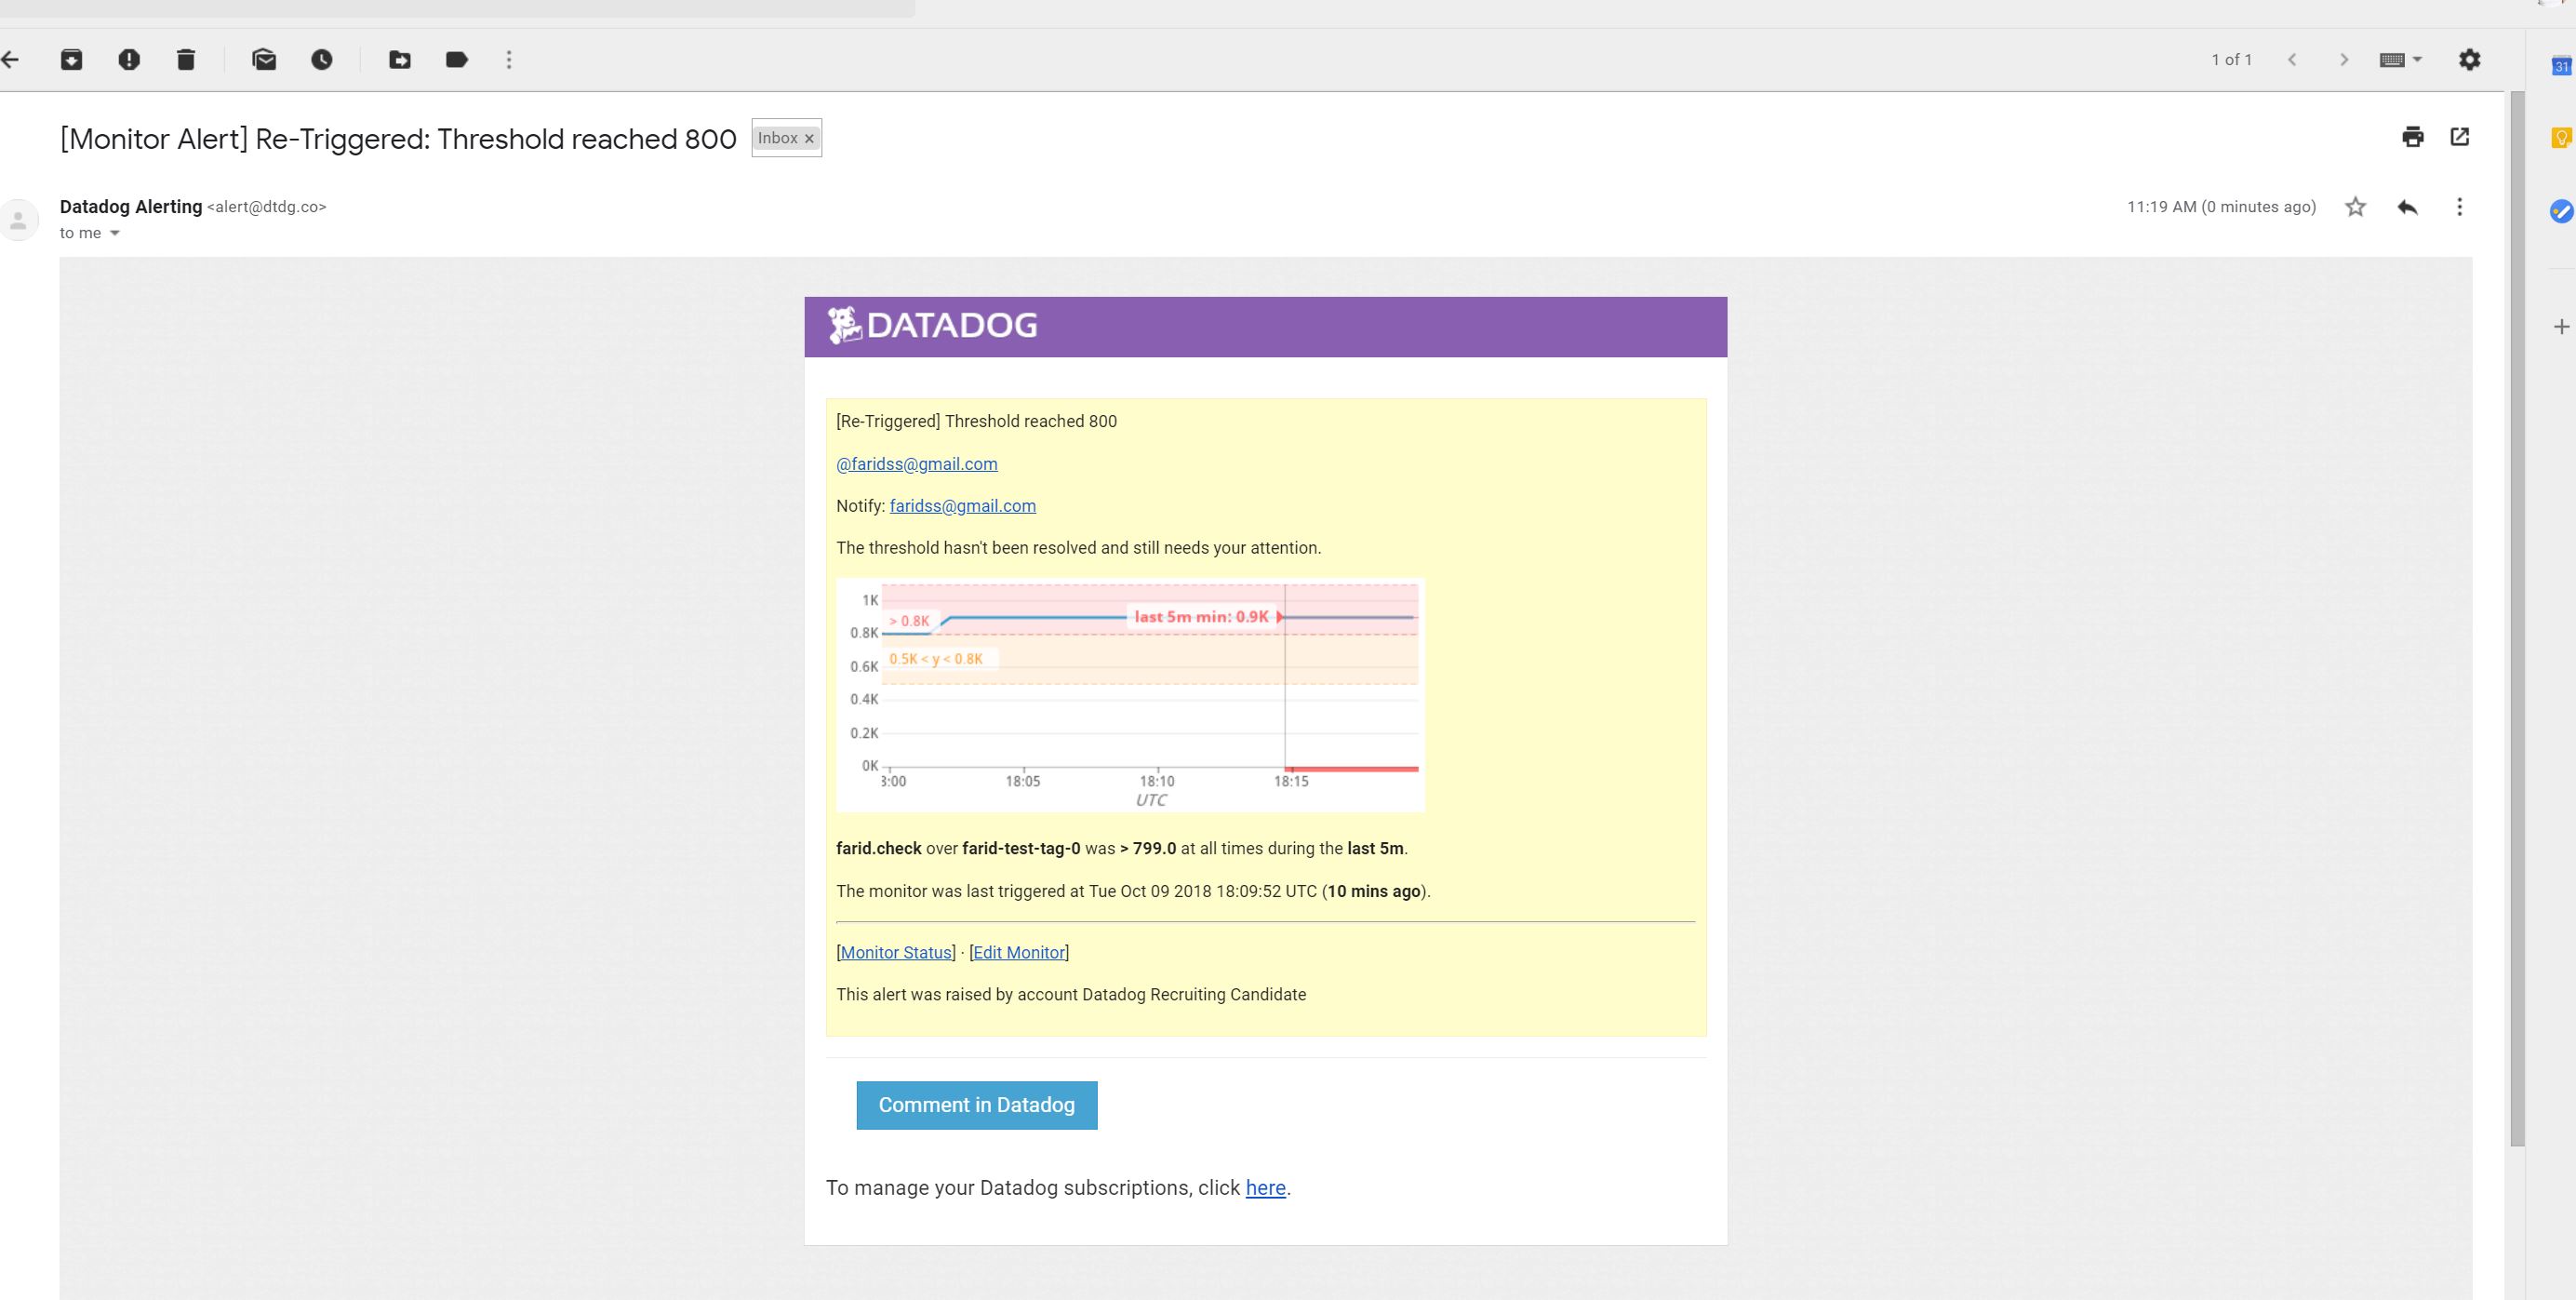 1 of 1
31
[Monitor Alert] Re-Triggered: Threshold reached 800 Inbox ×
Datadog Alerting <alert@dtdg.co>
11:19 AM (0 minutes ago)
to me
DATADOG
[Re-Triggered] Threshold reached 800
@faridss@gmail.com
Notify: faridss@gmail.com
The threshold hasn't been resolved and still needs your attention.
1K
> 0.8K
last 5m min: 0.9K
0.8K
0.5K < y < 0.8K
0.6K
0.4K
0.2K
0K
3:00 18:05 18:10 18:15
UTC
farid.check over farid-test-tag-0 was > 799.0 at all times during the last 5m.
The monitor was last triggered at Tue Oct 09 2018 18:09:52 UTC (10 mins ago).
[Monitor Status] · [Edit Monitor]
This alert was raised by account Datadog Recruiting Candidate
Comment in Datadog
To manage your Datadog subscriptions, click here.